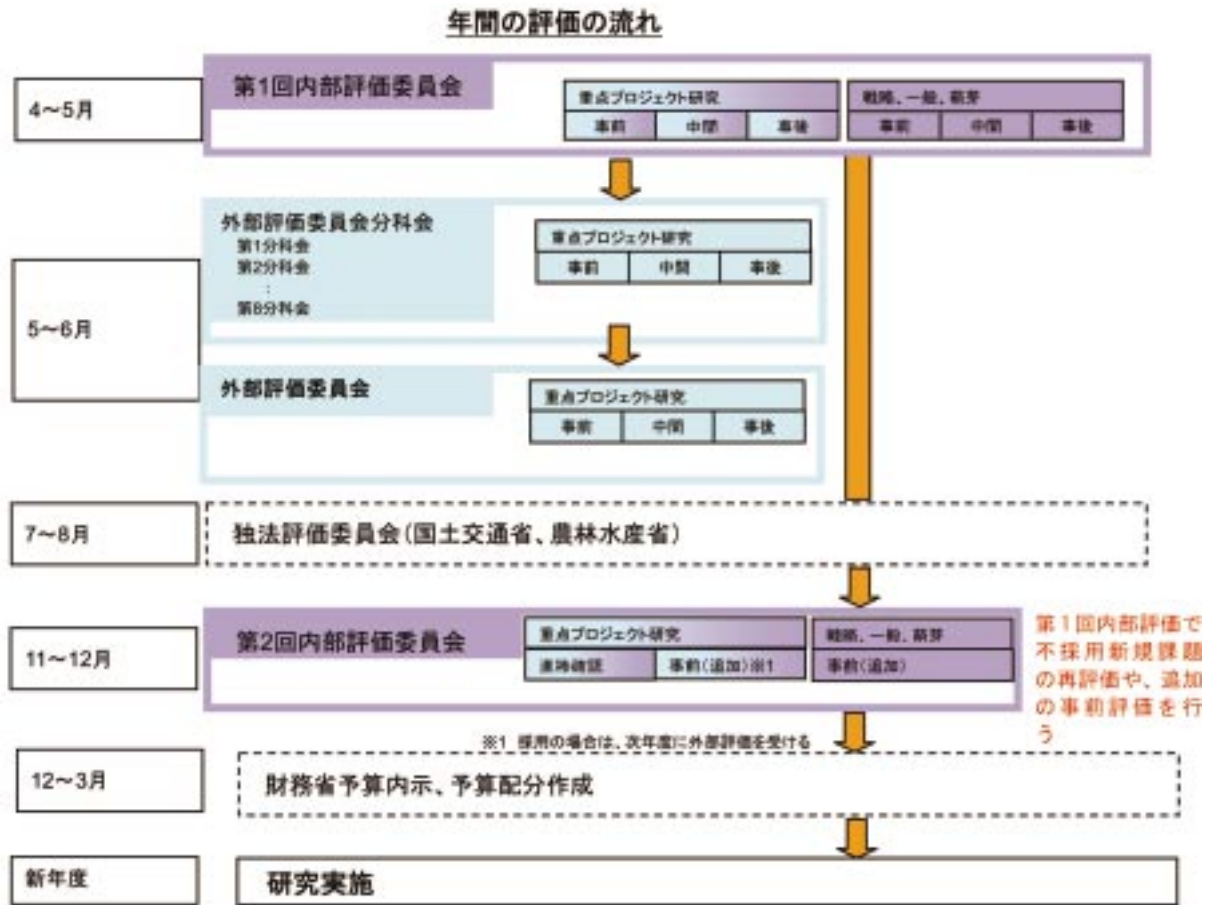 年間の評価の流れ
4～5月
第1回内部評価委員会
重点プロジェクト研究
事前 中間 事後
戦略、一般、萌芽
事前 中間 事後
5～6月
外部評価委員会分科会
第1分科会
第2分科会
：
第8分科会
重点プロジェクト研究
事前 中間 事後
外部評価委員会
重点プロジェクト研究
事前 中間 事後
7～8月
独法評価委員会（国土交通省、農林水産省）
11～12月
第2回内部評価委員会
重点プロジェクト研究
進捗確認 事前（追加）※1
戦略、一般、萌芽
事前（追加）
第1回内部評価で
不採用新規課題
の再評価や、追加
の事前評価を行
う
※1 採用の場合は、次年度に外部評価を受ける
12～3月
財務省予算内示、予算配分作成
新年度
研究実施